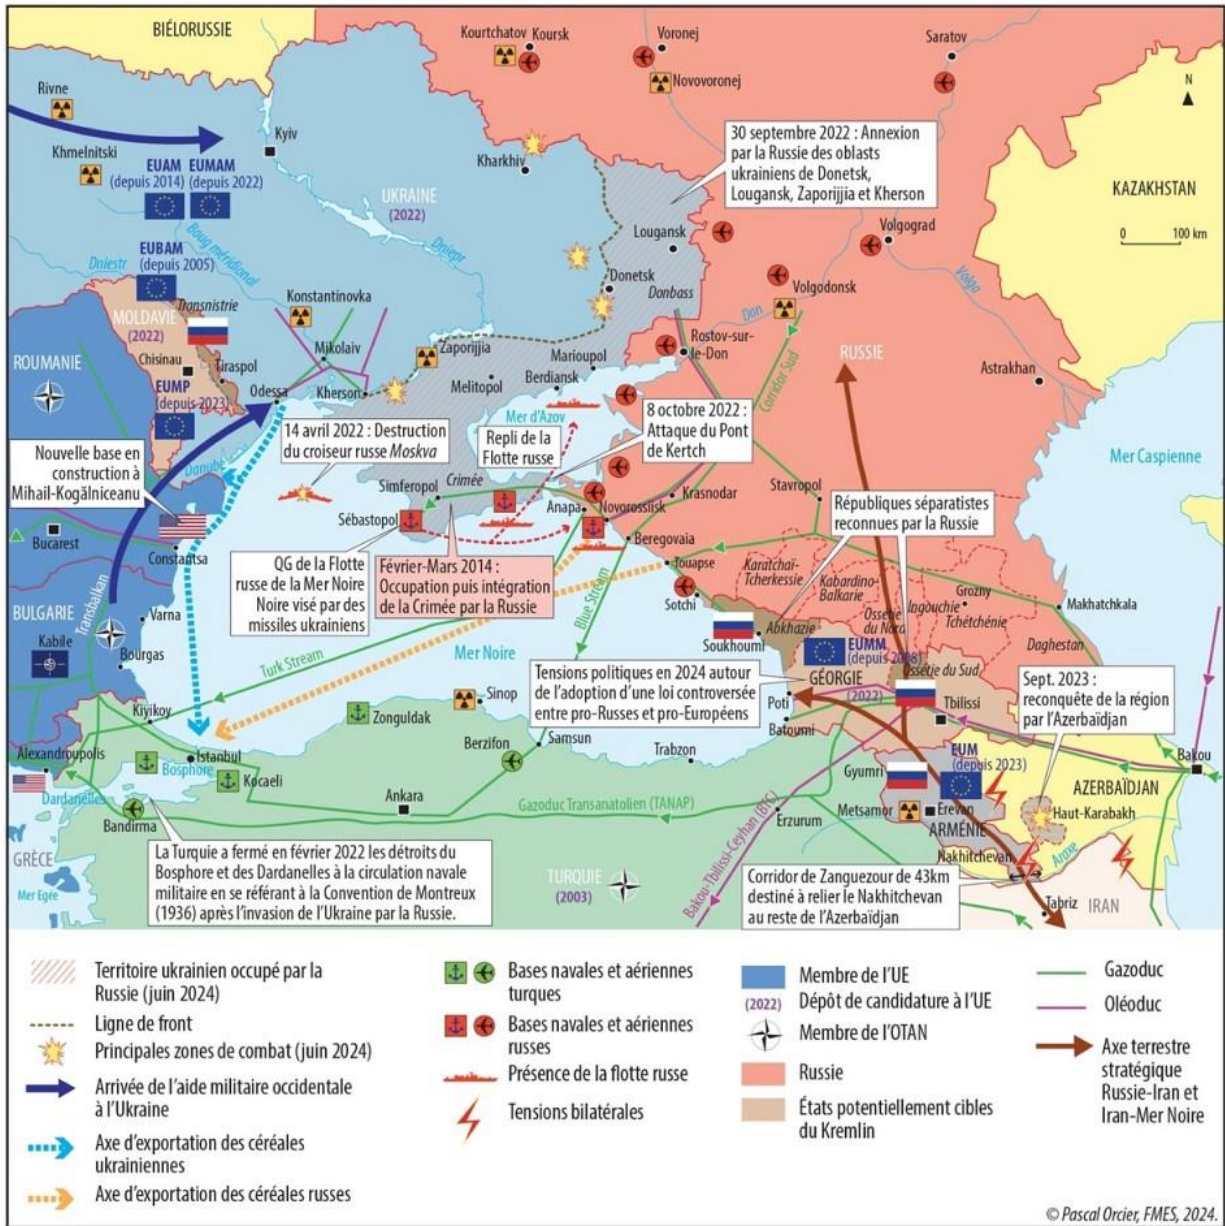 BIÉLORUSSIE
Kourtchatov
Koursk
Voronej
Saratov
Novovoronej
Rivne
Kyiv
Khmelnitski
EUAM
(depuis 2014)
EUMAM
(depuis 2022)
Kharkhiv
30 septembre 2022 : Annexion
par la Russie des oblasts
ukrainiens de Donetsk,
Lougansk, Zaporijjia et Kherson
N
KAZAKHSTAN
0
100 km
UKRAINE
(2022)
Boug méridional
Dniepr
Lougansk
Volgograd
EUBAM
(depuis 2005)
Dniestr
Transnistrie
Konstantinovka
Donetsk
Donbass
Volgodonsk
Volga
Don
MOLDAVIE
(2022)
Chisinau
Tiraspol
Mikolaiv
Zaporijjia
Marioupol
Rostov-sur-
le-Don
RUSSIE
Corridor Sud
Astrakhan
ROUMANIE
EUMP
(depuis 2023)
Odessa
Kherson
Melitopol
Berdiansk
Mer d'Azov
8 octobre 2022 :
Attaque du Pont
de Kertch
14 avril 2022 : Destruction
du croiseur russe Moskva
Repli de la
Flotte russe
Nouvelle base en
construction à
Mihail-Kogălniceanu
Danube
Mer Caspienne
Simferopol
Crimée
Anapa
Novorossiisk
Krasnodar
Stavropol
Républiques séparatistes
reconnues par la Russie
Sébastopol
Bucarest
Constantsa
Beregovaia
QG de la Flotte
russe de la Mer Noire
Noire visé par des
missiles ukrainiens
Février-Mars 2014 :
Occupation puis intégration
de la Crimée par la Russie
Touapse
Karatchaï-
Tcherkessie
Kabardino-
Balkarie
Ossétie
du Nord
Ingouchie
Grozny
Tchétchénie
Makhatchkala
Daghestan
BULGARIE
Transbalkan
Varna
Kabile
Bourgas
Blue Stream
Sotchi
Abkhazie
Soukhoumi
Mer Noire
Turk Stream
EUMM
(depuis 2008)
GÉORGIE
(2022)
Ossétie du Sud
Tensions politiques en 2024 autour
de l'adoption d'une loi controversée
entre pro-Russes et pro-Européens
Sept. 2023 :
reconquête de la région
par l'Azerbaïdjan
Kiyikoy
Zonguldak
Sinop
Samsun
Poti
Batoumi
Tbilissi
Alexandroupolis
Istanbul
Bosphore
Berzifon
Trabzon
EUM
(depuis 2023)
Bakou
Kocaeli
Gyumri
AZERBAÏDJAN
Dardanelles
Bandirma
Ankara
Gazoduc Transanatolien (TANAP)
Erzurum
Metsamor
Erevan
Haut-Karabakh
ARMÉNIE
Nakhitchevan
Araxe
GRÈCE
Mer Egée
La Turquie a fermé en février 2022 les détroits du
Bosphore et des Dardanelles à la circulation navale
militaire en se référant à la Convention de Montreux
(1936) après l'invasion de l'Ukraine par la Russie.
TURQUIE
(2003)
Bakou-Tbilissi-Ceyhan (BTC)
Corridor de Zanguezour de 43km
destiné à relier le Nakhitchevan
au reste de l'Azerbaïdjan
Tabriz
IRAN
Territoire ukrainien occupé par la
Russie (juin 2024)
Ligne de front
Principales zones de combat (juin 2024)
Arrivée de l'aide militaire occidentale
à l'Ukraine
Axe d'exportation des céréales
ukrainiennes
Axe d'exportation des céréales russes
Bases navales et aériennes
turques
Bases navales et aériennes
russes
Présence de la flotte russe
Tensions bilatérales
Membre de l'UE
(2022) Dépôt de candidature à l'UE
Membre de l'OTAN
Russie
États potentiellement cibles
du Kremlin
Gazoduc
Oléoduc
Axe terrestre
stratégique
Russie-Iran et
Iran-Mer Noire
© Pascal Orcier, FMES, 2024.